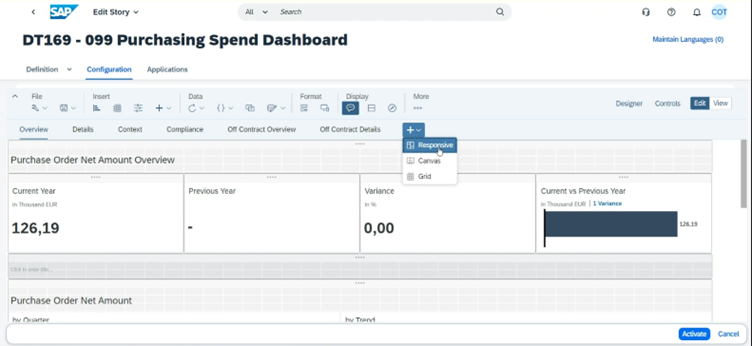 SAP Edit Story All Search COT
DT169 - 099 Purchasing Spend Dashboard Maintain Languages (0)
Definition Configuration Applications
File Insert Data Format Display More
Designer Controls Edit View
Overview Details Context Compliance Off Contract Overview Off Contract Details
Responsive
Canvas
Grid
Purchase Order Net Amount Overview
Current Year Previous Year Variance Current vs Previous Year
in Thousand EUR in % in Thousand EUR | 1 Variance
126,19 - 0,00 126,19
Click to enter title...
Purchase Order Net Amount
by Quarter by Trend
Activate Cancel